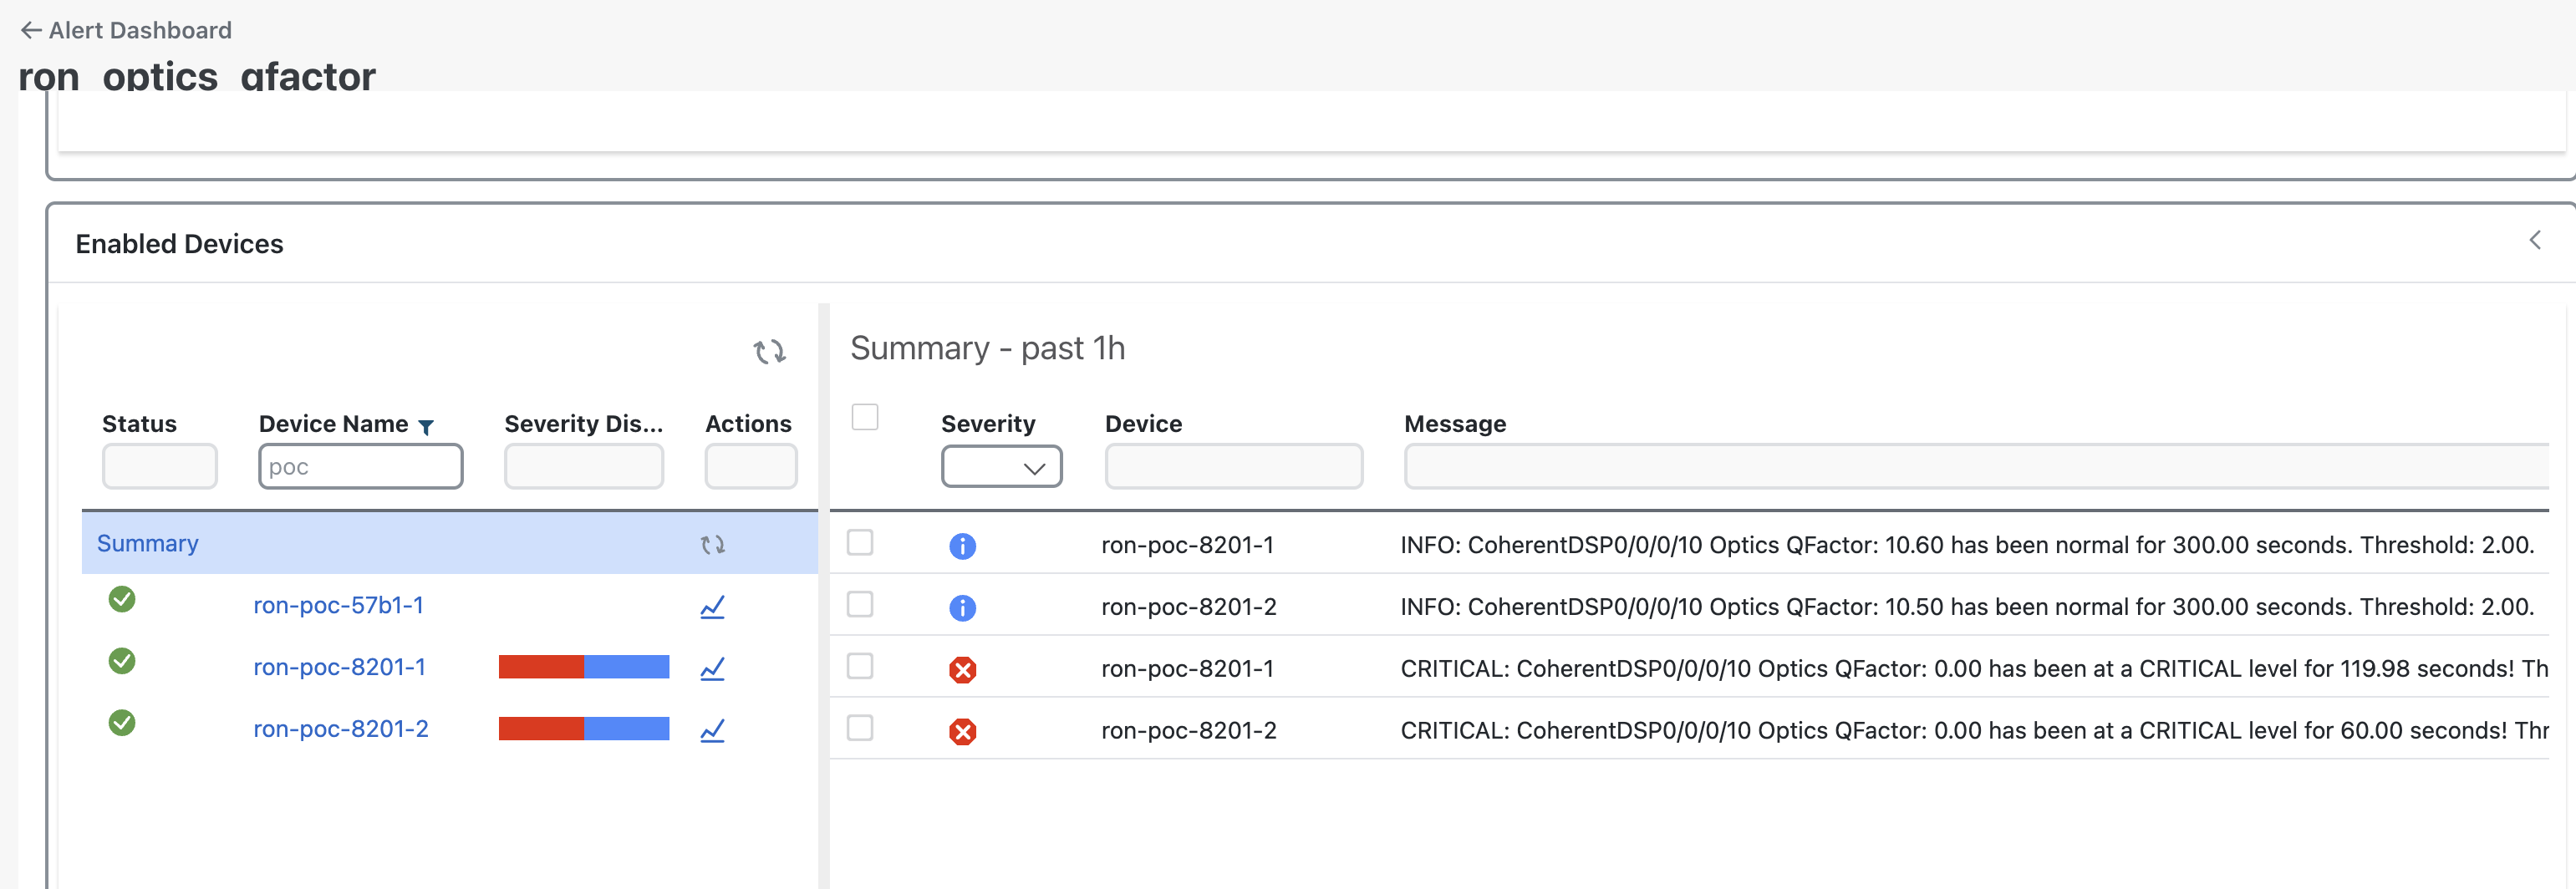 Alert Dashboard
ron_optics_qfactor
Enabled Devices
Summary - past 1h
Status Device Name Severity Dis... Actions
poc
Severity Device Message
Summary
ron-poc-57b1-1
ron-poc-8201-1
ron-poc-8201-2
ron-poc-8201-1 INFO: CoherentDSP0/0/0/10 Optics QFactor: 10.60 has been normal for 300.00 seconds. Threshold: 2.00.
ron-poc-8201-2 INFO: CoherentDSP0/0/0/10 Optics QFactor: 10.50 has been normal for 300.00 seconds. Threshold: 2.00.
ron-poc-8201-1 CRITICAL: CoherentDSP0/0/0/10 Optics QFactor: 0.00 has been at a CRITICAL level for 119.98 seconds! Th
ron-poc-8201-2 CRITICAL: CoherentDSP0/0/0/10 Optics QFactor: 0.00 has been at a CRITICAL level for 60.00 seconds! Thr